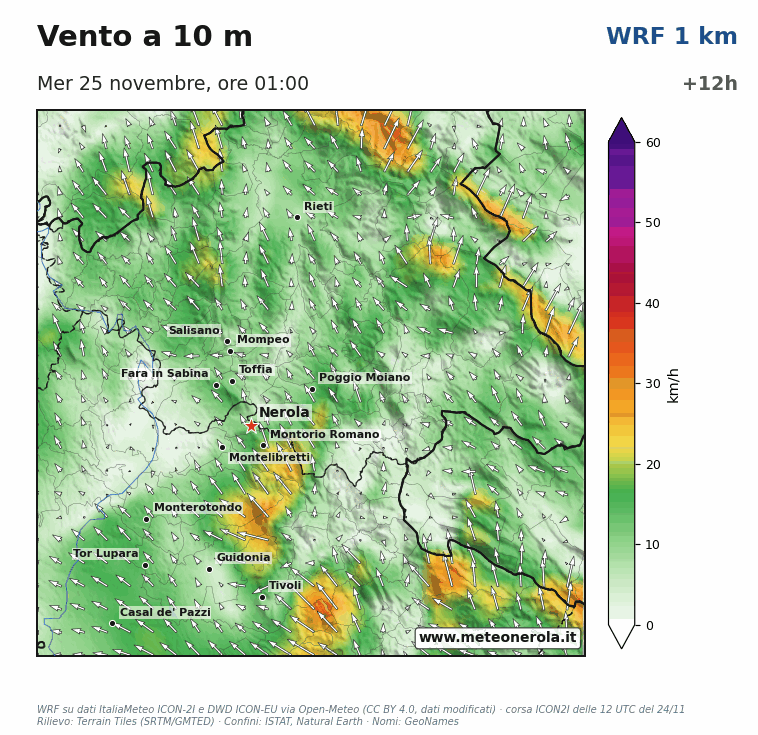 Vento a 10 m
WRF 1 km
Mer 25 novembre, ore 01:00
+12h
60
50
40
30
20
10
0
km/h
Rieti
Salisano
Mompeo
Fara in Sabina
Toffia
Poggio Moiano
Nerola
Montorio Romano
Montelibretti
Monterotondo
Tor Lupara
Guidonia
Tivoli
Casal de' Pazzi
www.meteonerola.it
WRF su dati ItaliaMeteo ICON-2I e DWD ICON-EU via Open-Meteo (CC BY 4.0, dati modificati) · corsa ICON2I delle 12 UTC del 24/11
Rilievo: Terrain Tiles (SRTM/GMTED) · Confini: ISTAT, Natural Earth · Nomi: GeoNames